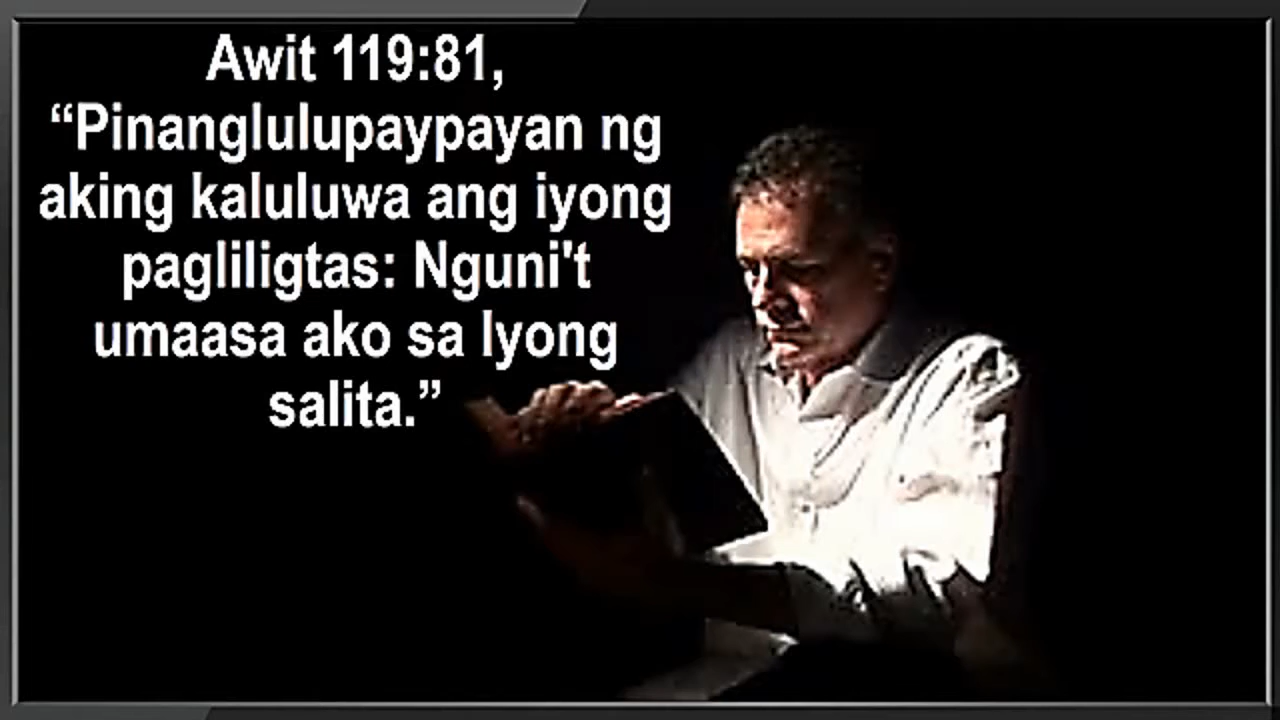 Awit 119:81,
“Pinanglulupaypayan ng
aking kaluluwa ang iyong
pagliligtas: Nguni't
umaasa ako sa Iyong
salita.”